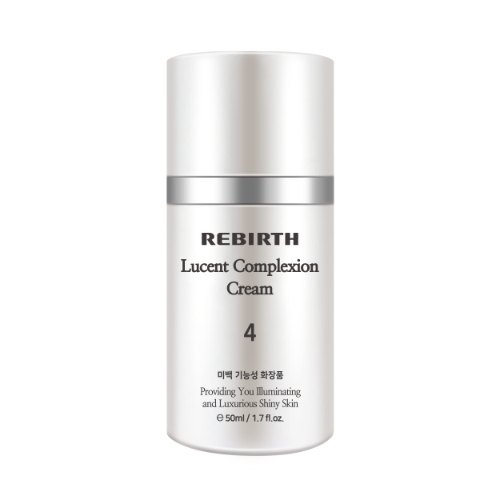 REBIRTH
Lucent Complexion
Cream
4
미백 기능성 화장품
Providing You Illuminating
and Luxurious Shiny Skin
℮ 50ml / 1.7 fl.oz.